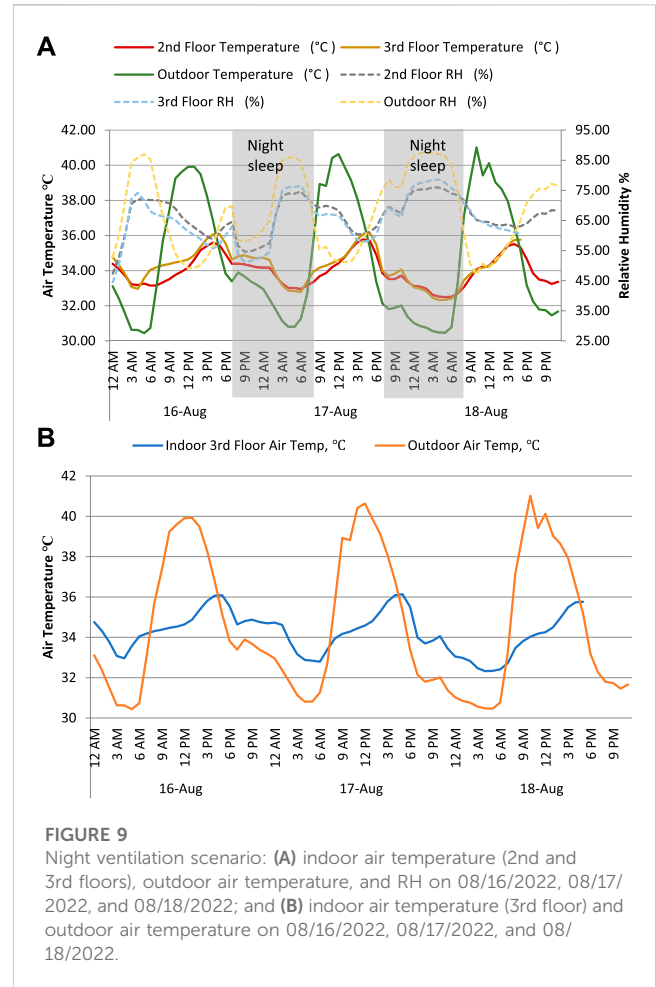 A
2nd Floor Temperature (°C ) 3rd Floor Temperature (°C )
Outdoor Temperature (°C ) 2nd Floor RH (%)
3rd Floor RH (%) Outdoor RH (%)
Air Temperature ℃
42.00
40.00
38.00
36.00
34.00
32.00
30.00
Night sleep
Night sleep
95.00
85.00
75.00
65.00
55.00
45.00
35.00
25.00
Relative Humidity %
12 AM 3 AM 6 AM 9 AM 12 PM 3 PM 6 PM 9 PM 12 AM 3 AM 6 AM 9 AM 12 PM 3 PM 6 PM 9 PM 12 AM 3 AM 6 AM 9 AM 12 PM 3 PM 6 PM 9 PM
16-Aug 17-Aug 18-Aug
B
Indoor 3rd Floor Air Temp, ℃ Outdoor Air Temp, ℃
Air Temperature ℃
42
40
38
36
34
32
30
12 AM 3 AM 6 AM 9 AM 12 PM 3 PM 6 PM 9 PM 12 AM 3 AM 6 AM 9 AM 12 PM 3 PM 6 PM 9 PM 12 AM 3 AM 6 AM 9 AM 12 PM 3 PM 6 PM 9 PM
16-Aug 17-Aug 18-Aug
FIGURE 9
Night ventilation scenario: (A) indoor air temperature (2nd and
3rd floors), outdoor air temperature, and RH on 08/16/2022, 08/17/
2022, and 08/18/2022; and (B) indoor air temperature (3rd floor) and
outdoor air temperature on 08/16/2022, 08/17/2022, and 08/
18/2022.